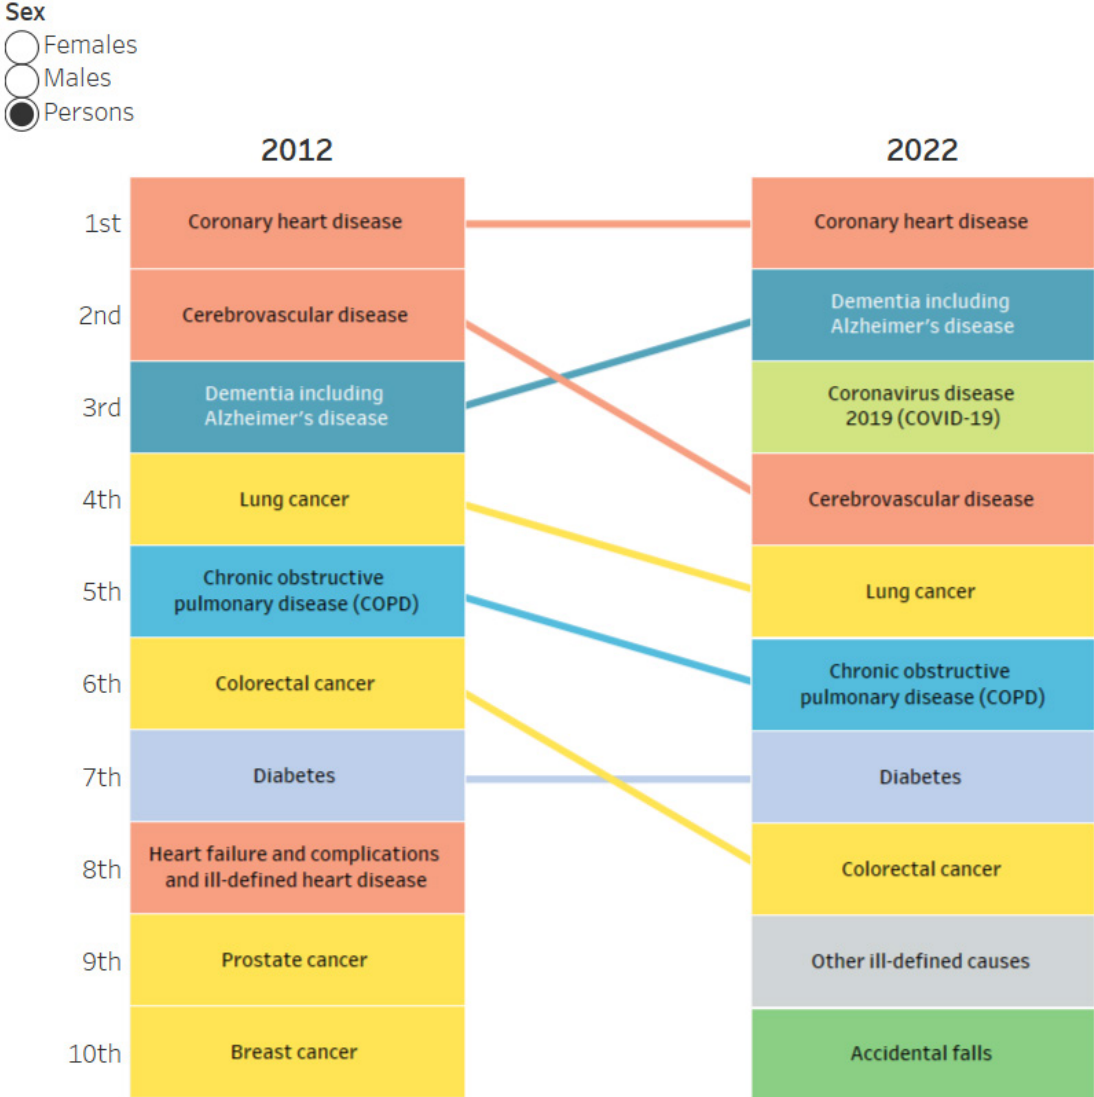 Sex
Females
Males
Persons
2012
2022
1st
Coronary heart disease
Coronary heart disease
2nd
Cerebrovascular disease
Dementia including
Alzheimer's disease
3rd
Dementia including
Alzheimer's disease
Coronavirus disease
2019 (COVID-19)
4th
Lung cancer
Cerebrovascular disease
5th
Chronic obstructive
pulmonary disease (COPD)
Lung cancer
6th
Colorectal cancer
Chronic obstructive
pulmonary disease (COPD)
7th
Diabetes
Diabetes
8th
Heart failure and complications
and ill-defined heart disease
Colorectal cancer
9th
Prostate cancer
Other ill-defined causes
10th
Breast cancer
Accidental falls